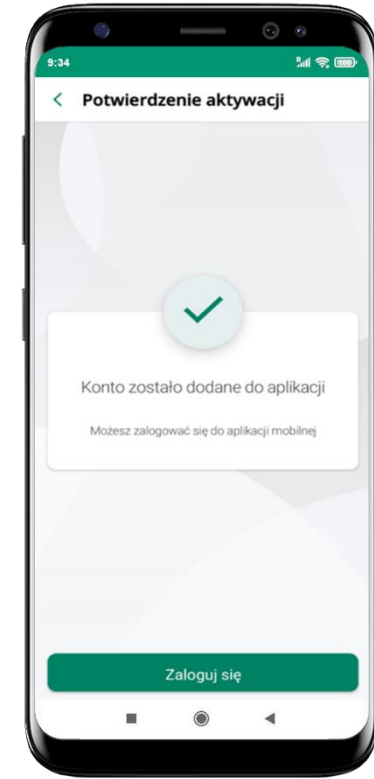 9:34
Potwierdzenie aktywacji
Konto zostało dodane do aplikacji
Możesz zalogować się do aplikacji mobilnej
Zaloguj się